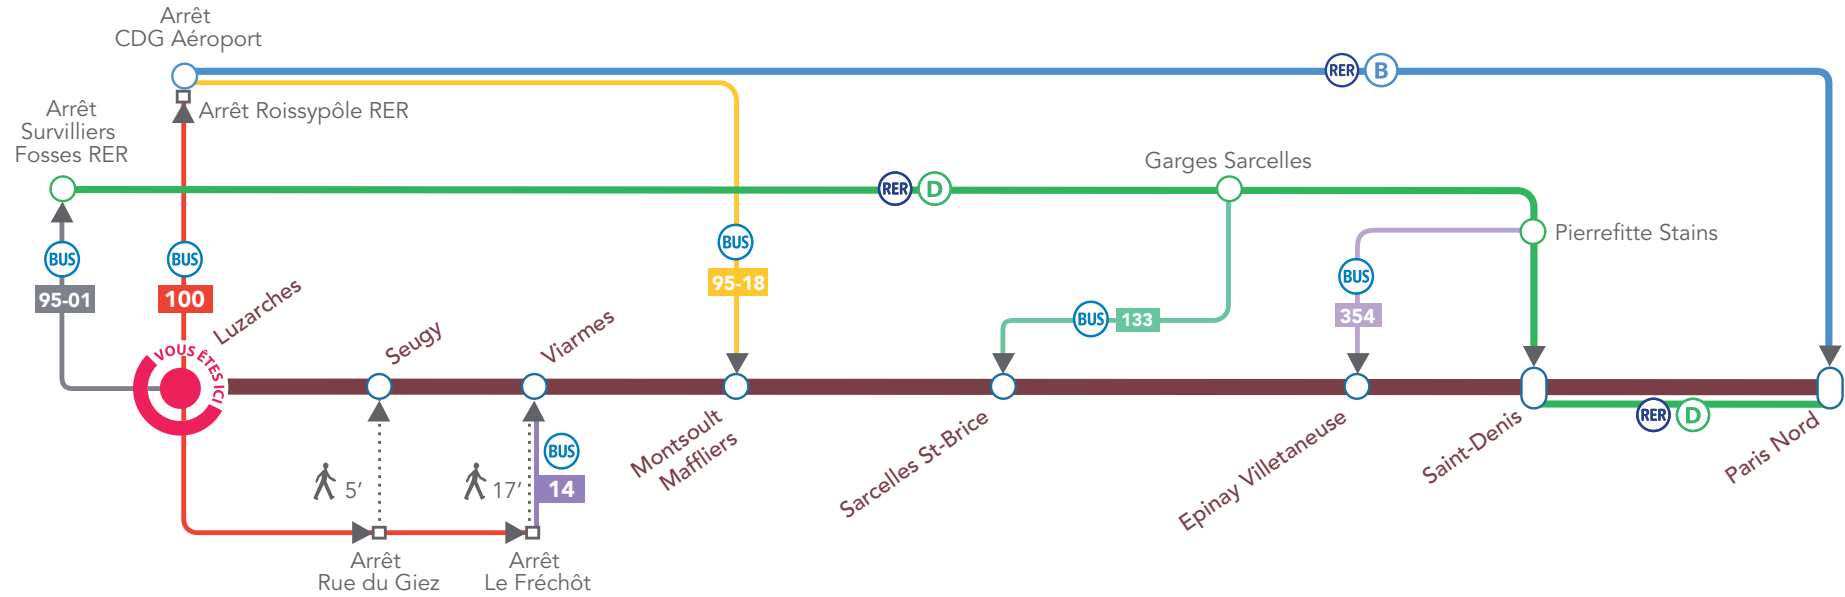 Arrêt
CDG Aéroport
RER B
Arrêt Roissypôle RER
Arrêt
Survilliers
Fosses RER
RER D
Garges Sarcelles
Pierrefitte Stains
BUS
95-01
BUS
100
BUS
95-18
BUS
133
BUS
354
VOUS ÊTES ICI
Luzarches
Seugy
Viarmes
Montsoult
Maffliers
Sarcelles St-Brice
Epinay Villetaneuse
Saint-Denis
RER D
Paris Nord
5’
17’
BUS
14
Arrêt
Rue du Giez
Arrêt
Le Fréchôt